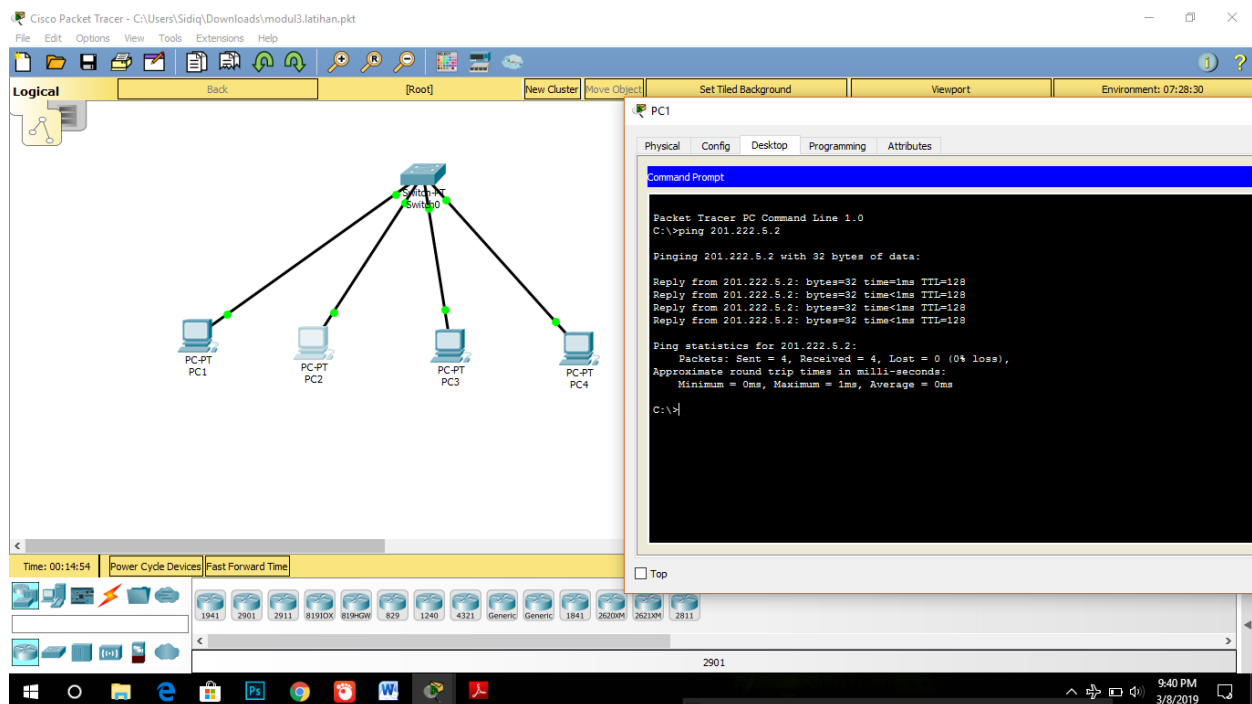 Cisco Packet Tracer - C:\Users\Sidiq\Downloads\modul3.latihan.pkt
File Edit Options View Tools Extensions Help
Logical Back [Root] New Cluster Move Object Set Tiled Background Viewport Environment: 07:28:30
PC1
Physical Config Desktop Programming Attributes
Command Prompt
Packet Tracer PC Command Line 1.0
C:\>ping 201.222.5.2
Pinging 201.222.5.2 with 32 bytes of data:
Reply from 201.222.5.2: bytes=32 time=1ms TTL=128
Reply from 201.222.5.2: bytes=32 time<1ms TTL=128
Reply from 201.222.5.2: bytes=32 time<1ms TTL=128
Reply from 201.222.5.2: bytes=32 time<1ms TTL=128
Ping statistics for 201.222.5.2:
Packets: Sent = 4, Received = 4, Lost = 0 (0% loss),
Approximate round trip times in milli-seconds:
Minimum = 0ms, Maximum = 1ms, Average = 0ms
C:\>
Top
Switch-PT
Switch0
PC-PT
PC1
PC-PT
PC2
PC-PT
PC3
PC-PT
PC4
Time: 00:14:54 Power Cycle Devices Fast Forward Time
1941 2901 2911 819IOX 819HGW 829 1240 4321 Generic Generic 1841 2620XM 2621XM 2811
2901
9:40 PM
3/8/2019